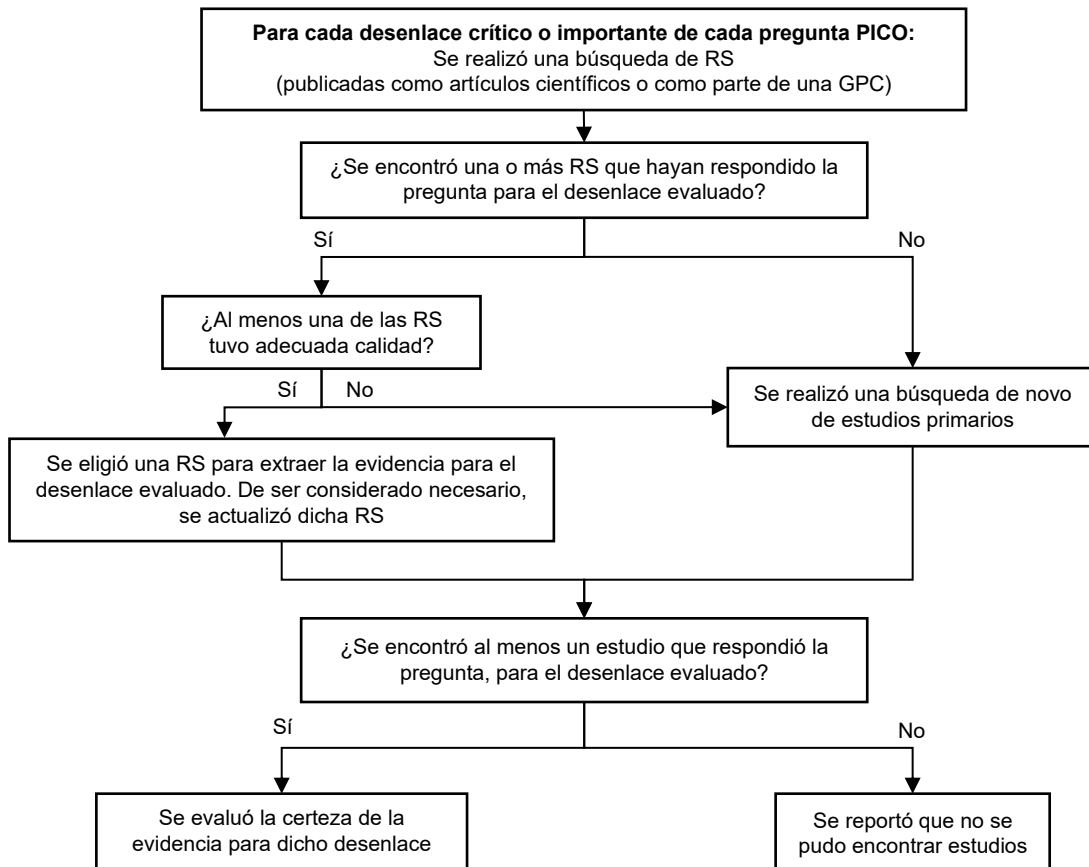 Para cada desenlace crítico o importante de cada pregunta PICO:
Se realizó una búsqueda de RS
(publicadas como artículos científicos o como parte de una GPC)
¿Se encontró una o más RS que hayan respondido la
pregunta para el desenlace evaluado?
Sí
No
¿Al menos una de las RS
tuvo adecuada calidad?
Sí
No
Se realizó una búsqueda de novo
de estudios primarios
Se eligió una RS para extraer la evidencia para el
desenlace evaluado. De ser considerado necesario,
se actualizó dicha RS
¿Se encontró al menos un estudio que respondió la
pregunta, para el desenlace evaluado?
Sí
No
Se evaluó la certeza de la
evidencia para dicho desenlace
Se reportó que no se
pudo encontrar estudios